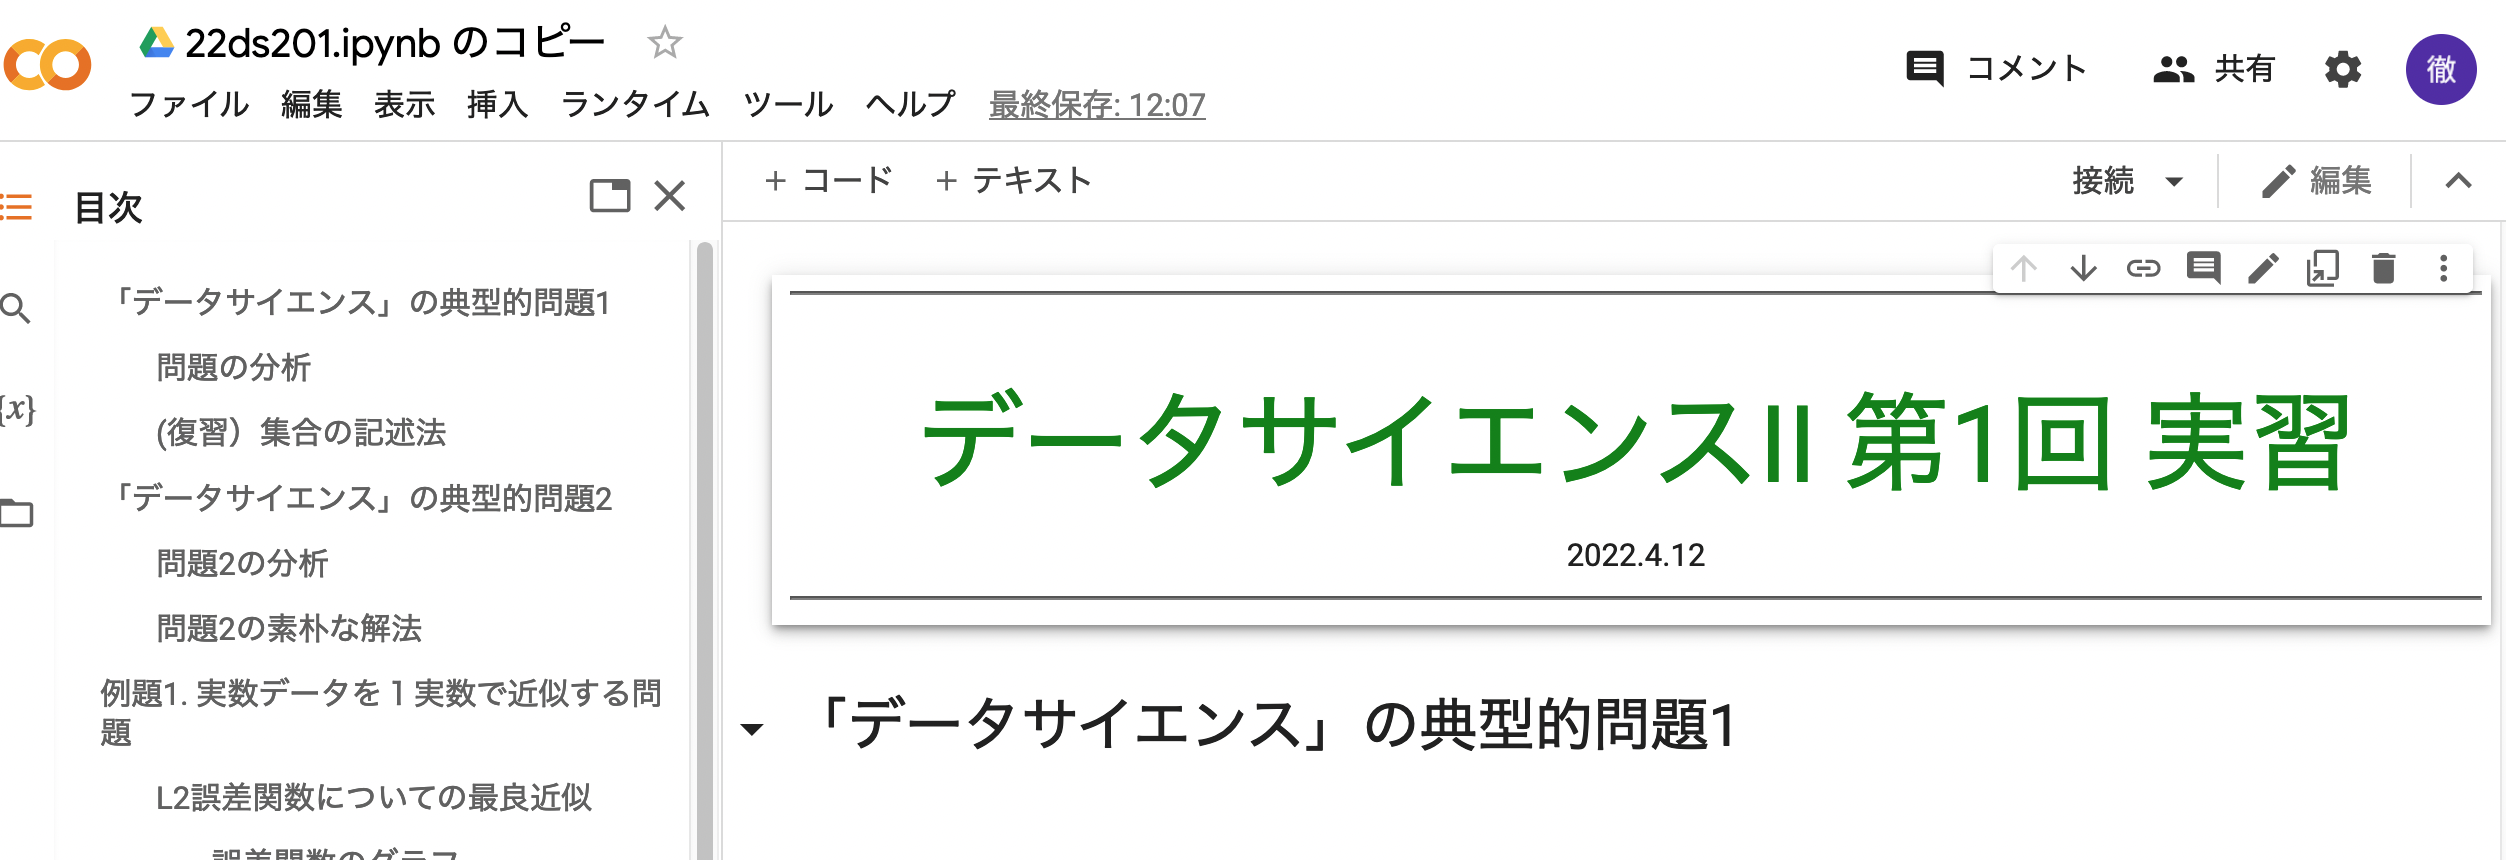 22ds201.ipynb のコピー
ファイル 編集 表示 挿入 ランタイム ツール ヘルプ 最終保存: 12:07
コメント 共有 徹
目次
+ コード + テキスト 接続 編集
「データサイエンス」の典型的問題1
問題の分析
(復習）集合の記述法
「データサイエンス」の典型的問題2
問題2の分析
問題2の素朴な解法
例題1. 実数データを１実数で近似する問
題
L2誤差関数についての最良近似
誤差関数のグラフ
{x}
データサイエンスII 第1回 実習
2022.4.12
「データサイエンス」の典型的問題1